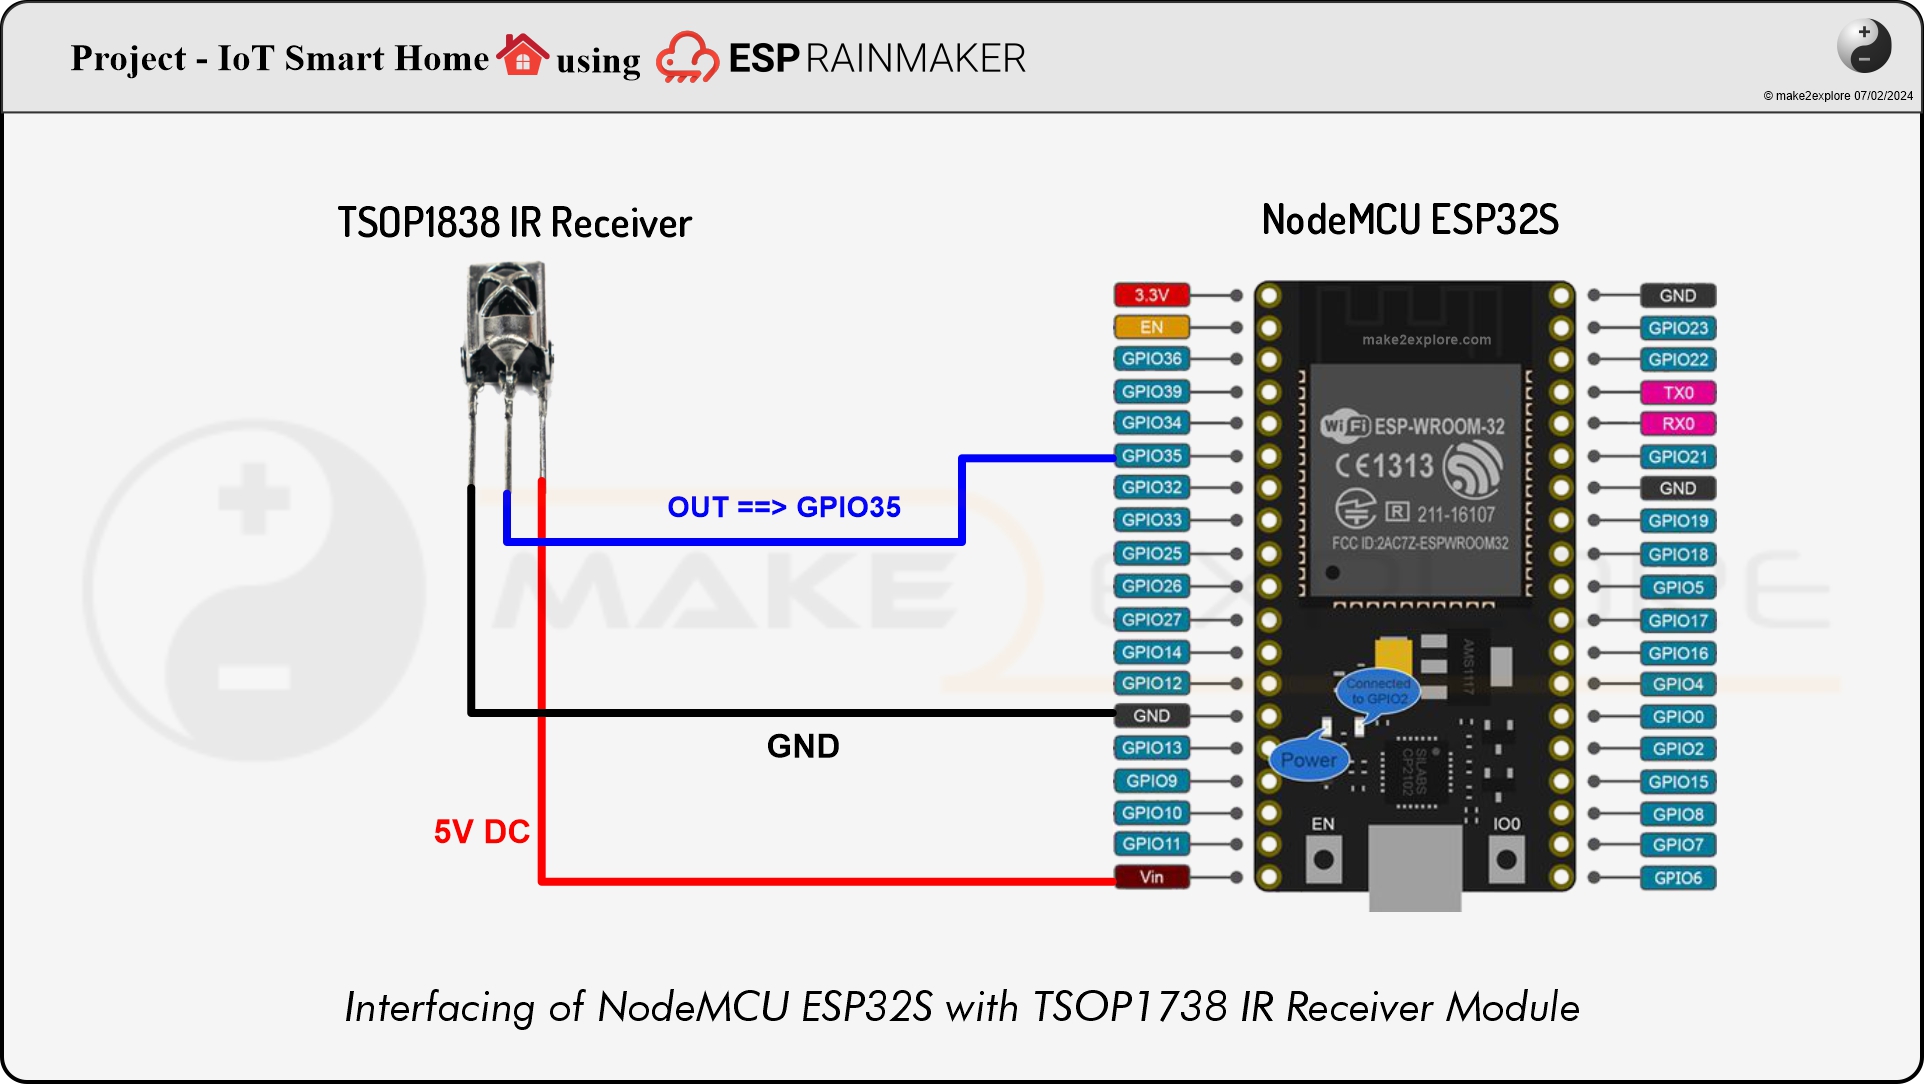 Project - IoT Smart Home using ESP RAINMAKER
© make2explore 07/02/2024
TSOP1838 IR Receiver
NodeMCU ESP32S
3.3V
EN
GPIO36
GPIO39
GPIO34
GPIO35
GPIO32
GPIO33
GPIO25
GPIO26
GPIO27
GPIO14
GPIO12
GND
GPIO13
GPIO9
GPIO10
GPIO11
Vin
OUT ==> GPIO35
GND
5V DC
make2explore.com
WiFi ESP-WROOM-32
CE1313
R 211-16107
FCC ID:2AC7Z-ESPWROOM32
AMS1117
Connected
to GPIO2
Power
SILABS
CP2102
EN
IO0
GND
GPIO23
GPIO22
TX0
RX0
GPIO21
GND
GPIO19
GPIO18
GPIO5
GPIO17
GPIO16
GPIO4
GPIO0
GPIO2
GPIO15
GPIO8
GPIO7
GPIO6
MAKE 2 EXPLORE
Interfacing of NodeMCU ESP32S with TSOP1738 IR Receiver Module